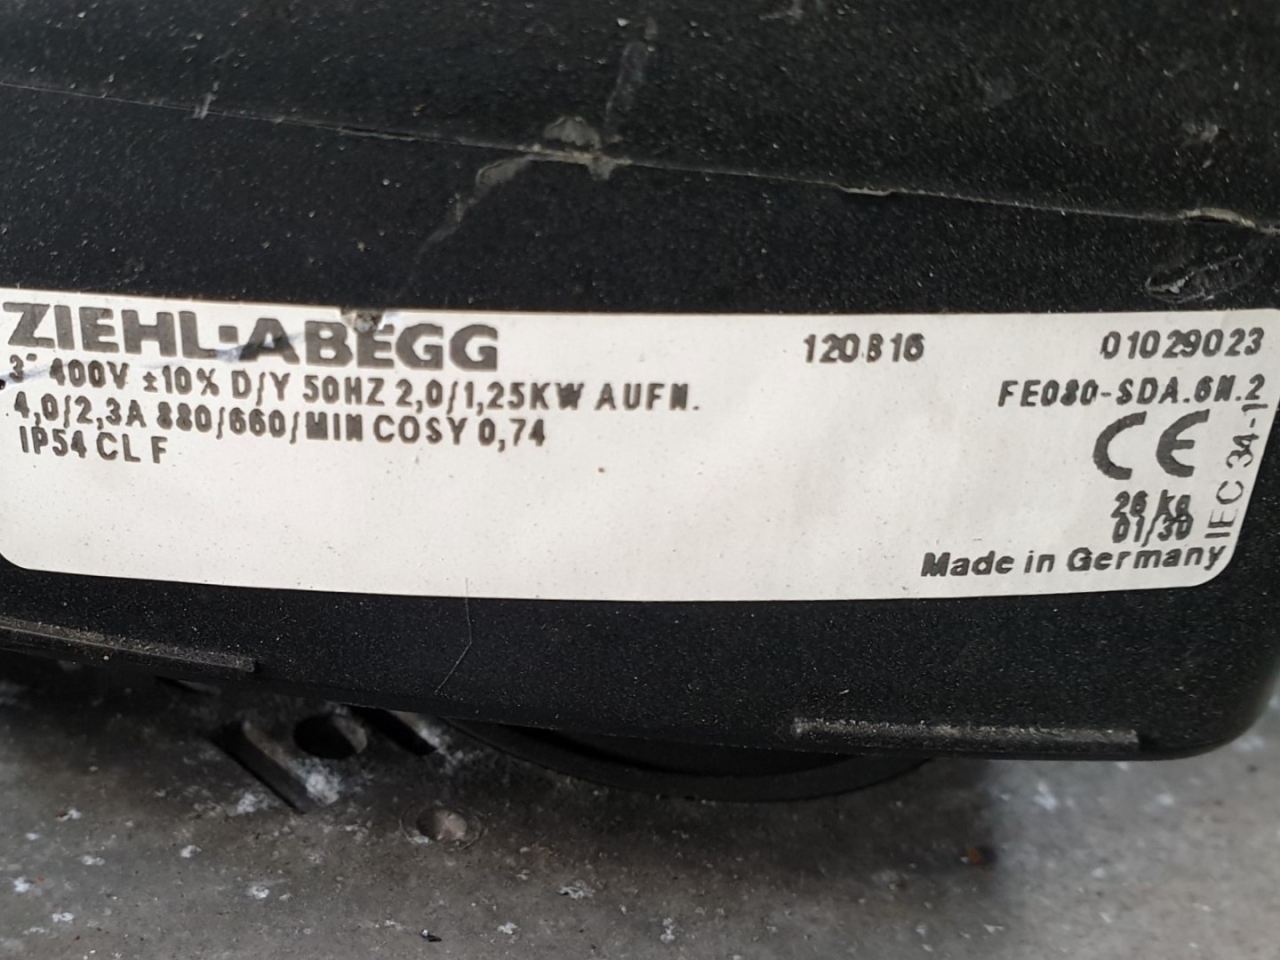 ZIEHL-ABEGG
120816 01029023
3~ 400V ±10% D/Y 50HZ 2,0/1,25KW AUFN.
FE080-SDA.6N.2
4,0/2,3A 880/660/MIN COSY 0,74
IP54 CL F
CE
IEC 34-1
26 kg
01/30
Made in Germany